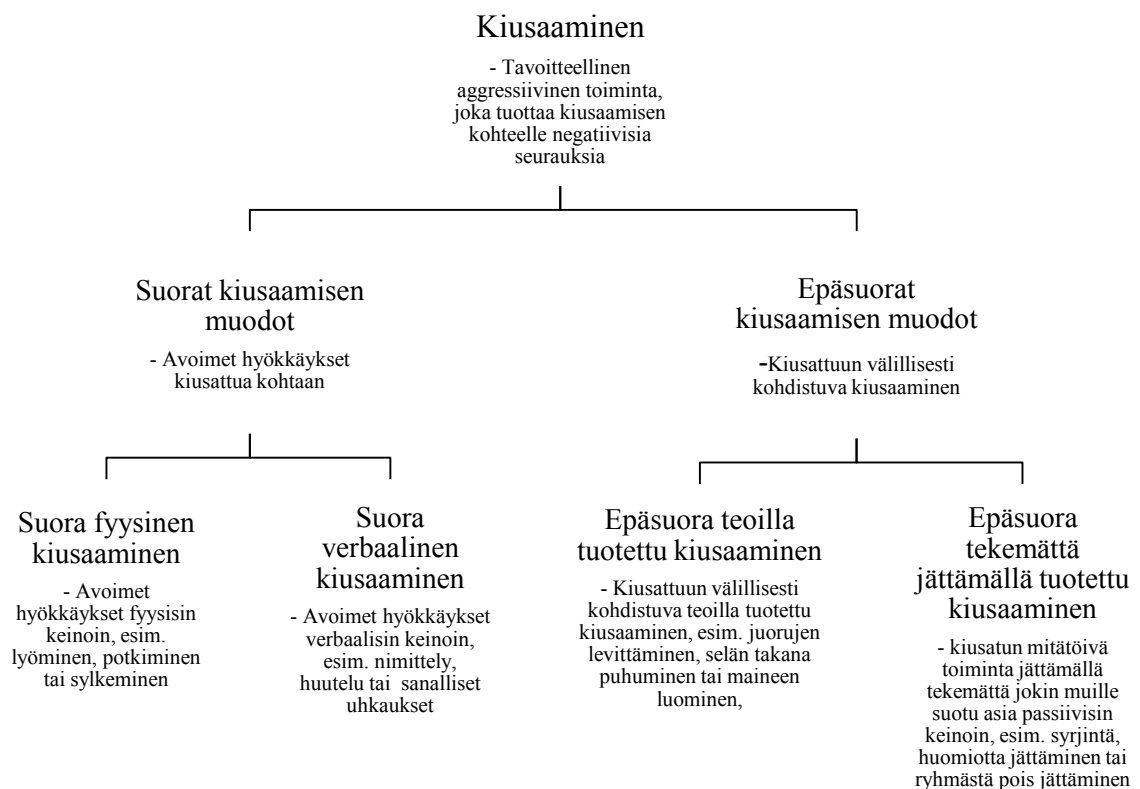 Kiusaaminen
- Tavoitteellinen
aggressiivinen toiminta,
joka tuottaa kiusaamisen
kohteelle negatiivisia
seurauksia
Suorat kiusaamisen
muodot
- Avoimet hyökkäykset
kiusattua kohtaan
Epäsuorat
kiusaamisen muodot
-Kiusattuun välillisesti
kohdistuva kiusaaminen
Suora fyysinen
kiusaaminen
- Avoimet
hyökkäykset fyysisin
keinoin, esim.
lyöminen, potkiminen
tai sylkeminen
Suora
verbaalinen
kiusaaminen
- Avoimet hyökkäykset
verbaalisin keinoin,
esim. nimittely,
huutelu tai sanalliset
uhkaukset
Epäsuora teoilla
tuotettu kiusaaminen
- Kiusattuun välillisesti
kohdistuva teoilla tuotettu
kiusaaminen, esim. juorujen
levittäminen, selän takana
puhuminen tai maineen
luominen,
Epäsuora
tekemättä
jättämällä tuotettu
kiusaaminen
- kiusatun mitätöivä
toiminta jättämällä
tekemättä jokin muille
suotu asia passiivisin
keinoin, esim. syrjintä,
huomiotta jättäminen tai
ryhmästä pois jättäminen